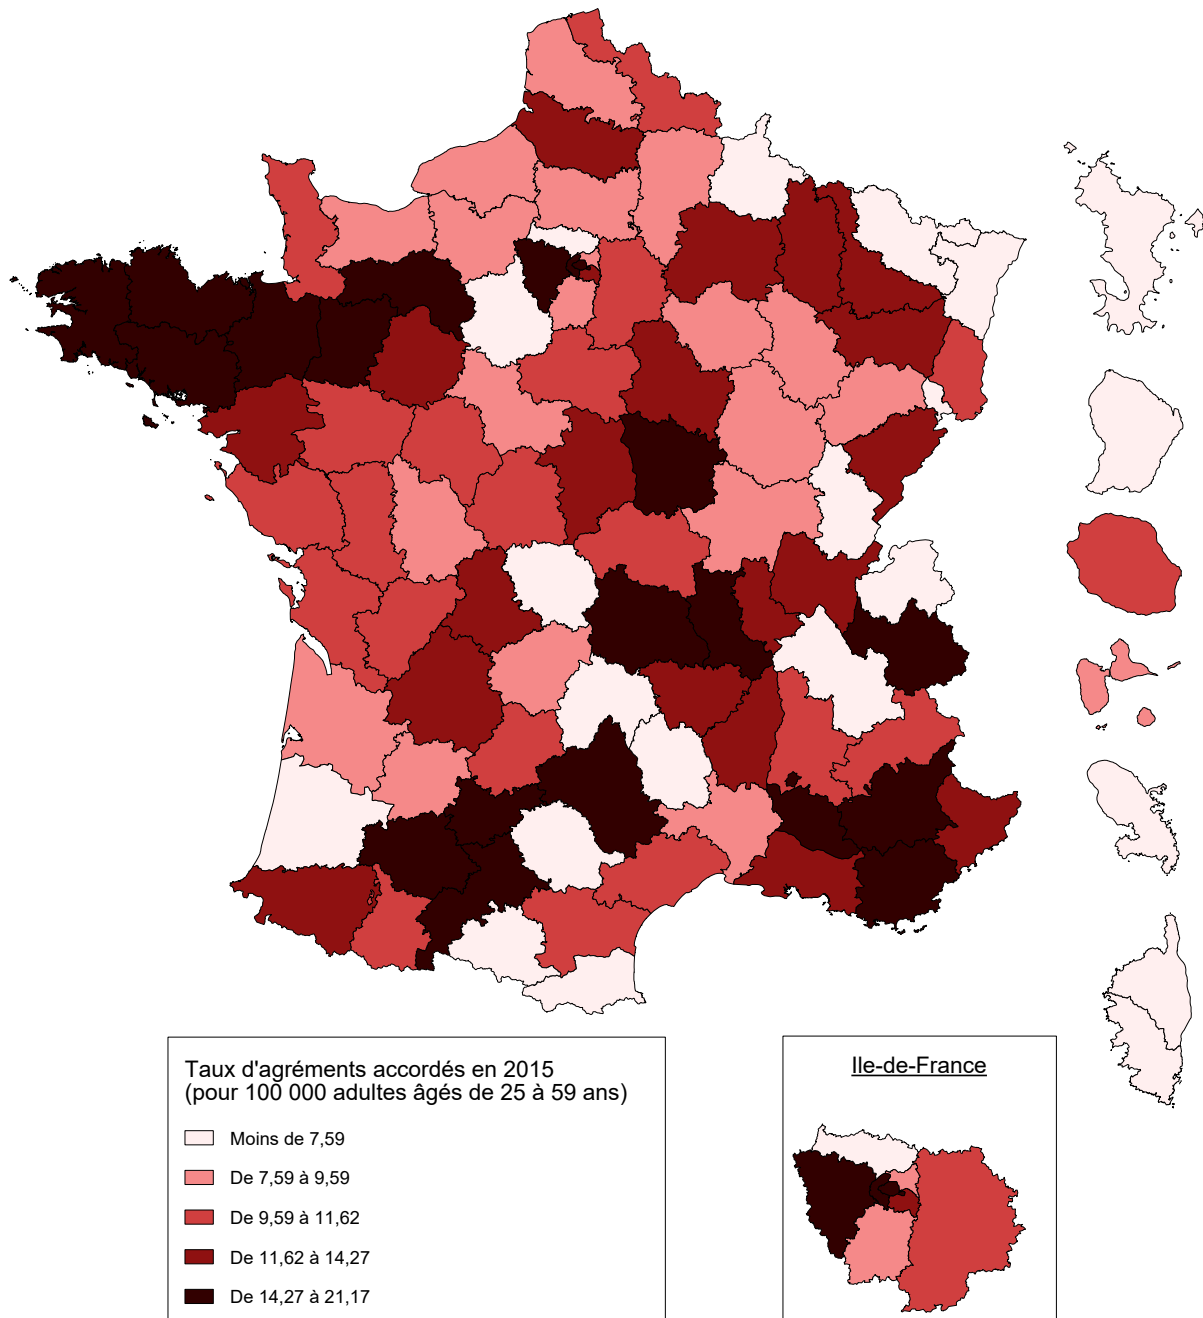 Taux d'agréments accordés en 2015
(pour 100 000 adultes âgés de 25 à 59 ans)
Moins de 7,59
De 7,59 à 9,59
De 9,59 à 11,62
De 11,62 à 14,27
De 14,27 à 21,17
Ile-de-France